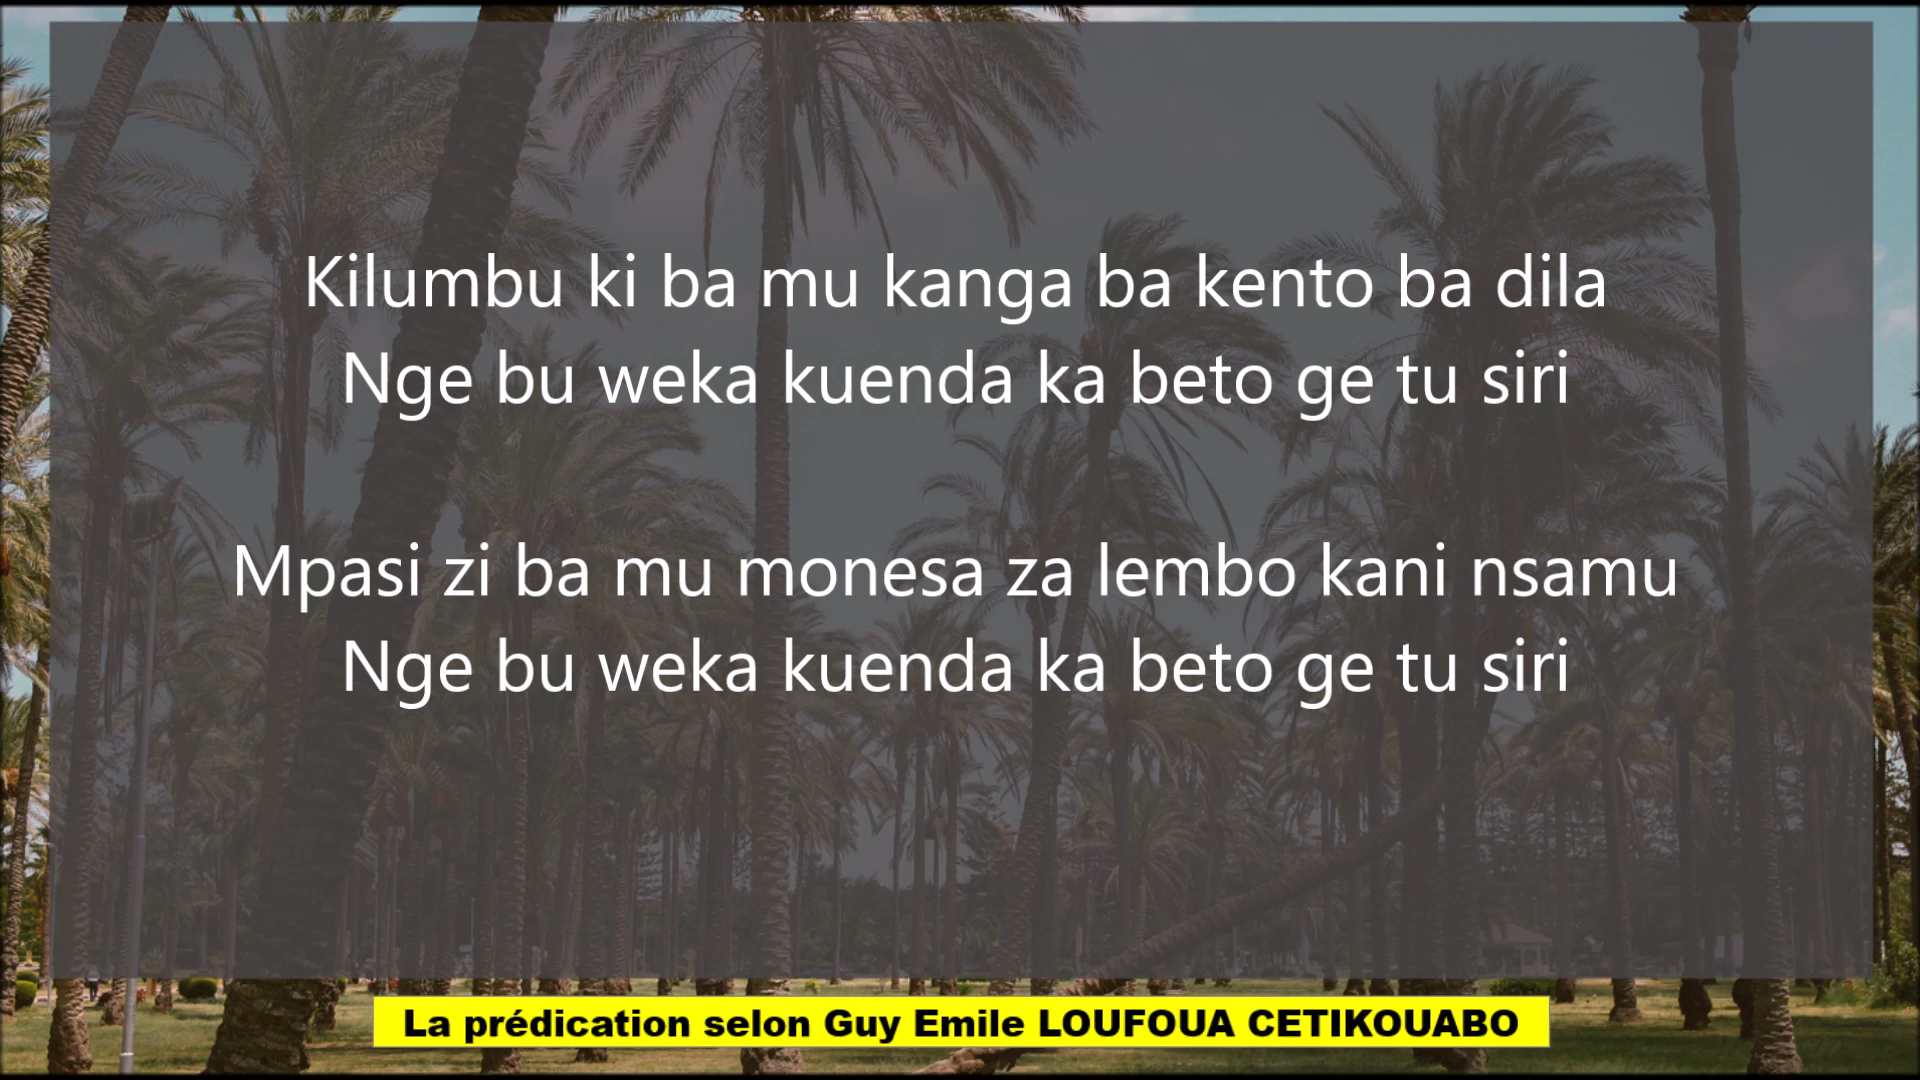 Kilumbu ki ba mu kanga ba kento ba dila
Nge bu weka kuenda ka beto ge tu siri
Mpasi zi ba mu monesa za lembo kani nsamu
Nge bu weka kuenda ka beto ge tu siri
La prédication selon Guy Emile LOUFOUA CETIKOUABO